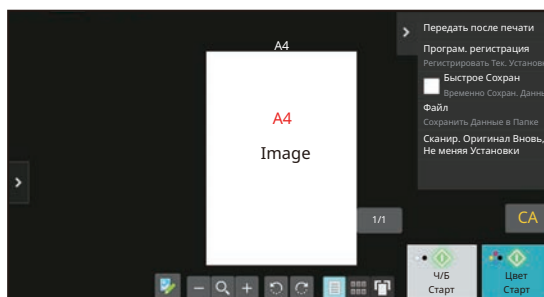 A4
A4
Image
1/1
Передать после печати
Програм. регистрация
Регистрировать Тек. Установк
Быстрое Сохран
Временно Сохран. Данны
Файл
Сохранить Данные в Папке
Сканир. Оригинал Вновь,
Не меняя Установки
CA
Ч/Б
Старт
Цвет
Старт